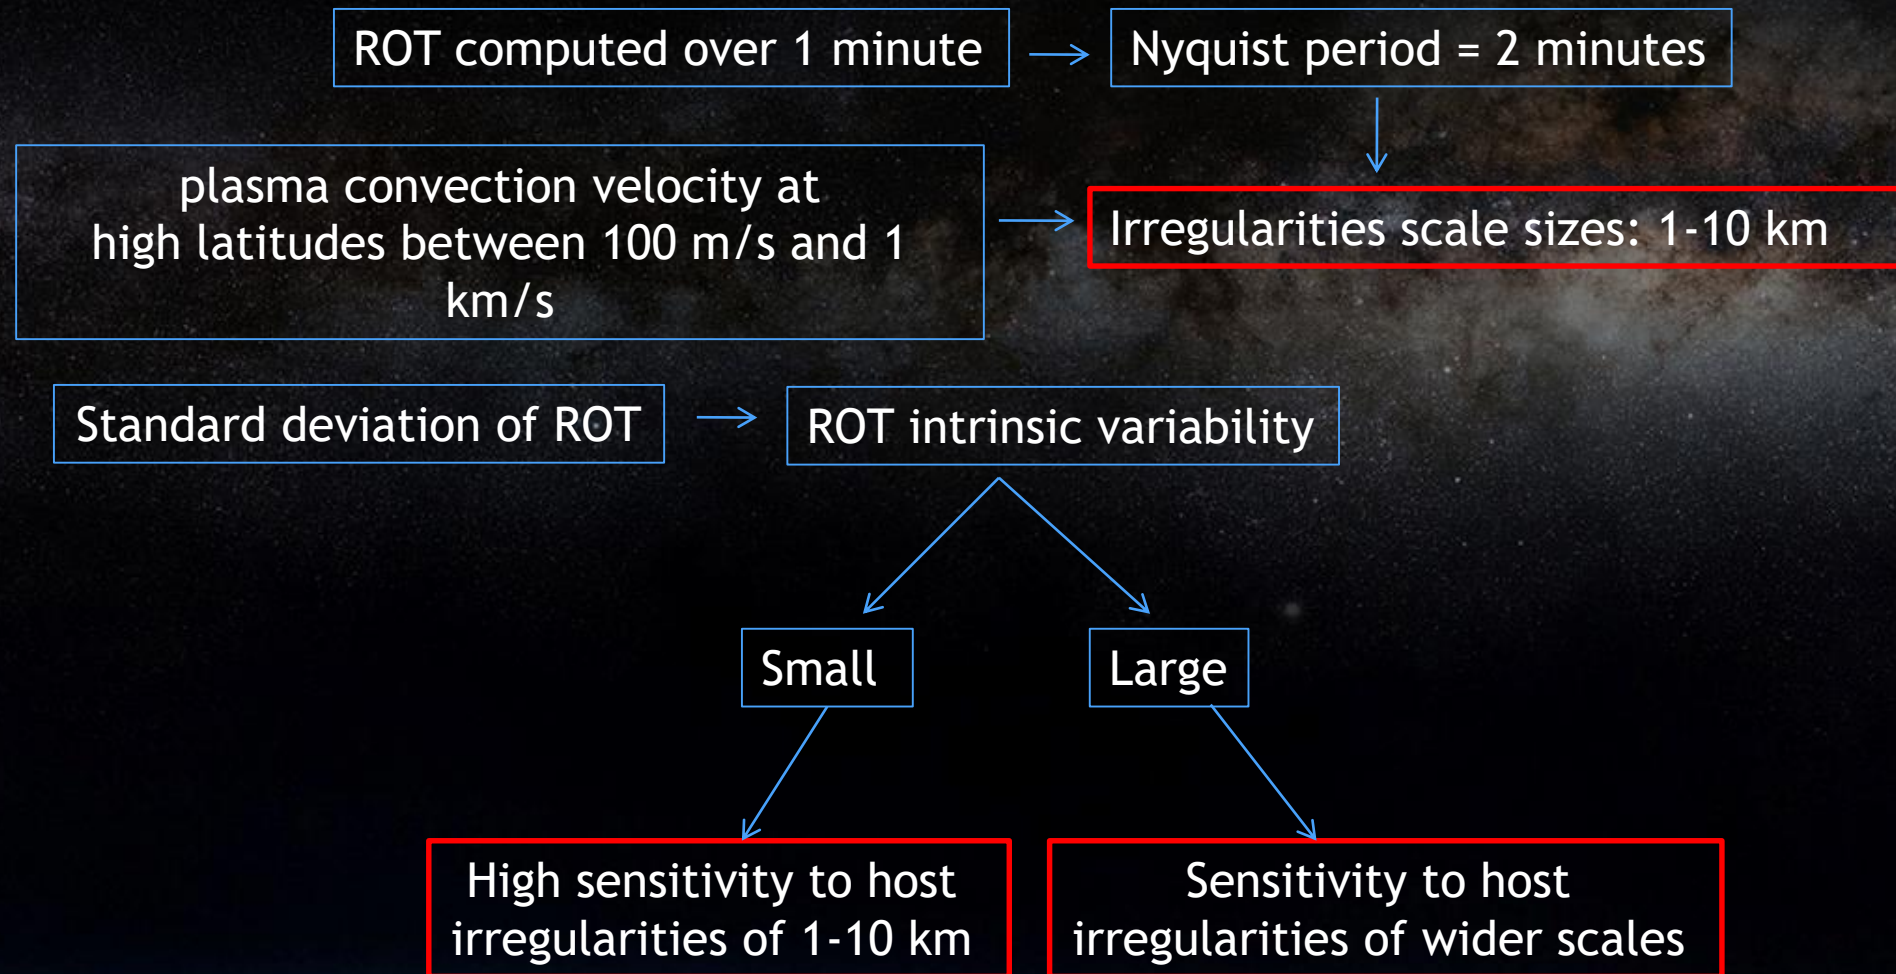 ROT computed over 1 minute
Nyquist period = 2 minutes
plasma convection velocity at
high latitudes between 100 m/s and 1
km/s
Irregularities scale sizes: 1-10 km
Standard deviation of ROT
ROT intrinsic variability
Small
Large
High sensitivity to host
irregularities of 1-10 km
Sensitivity to host
irregularities of wider scales